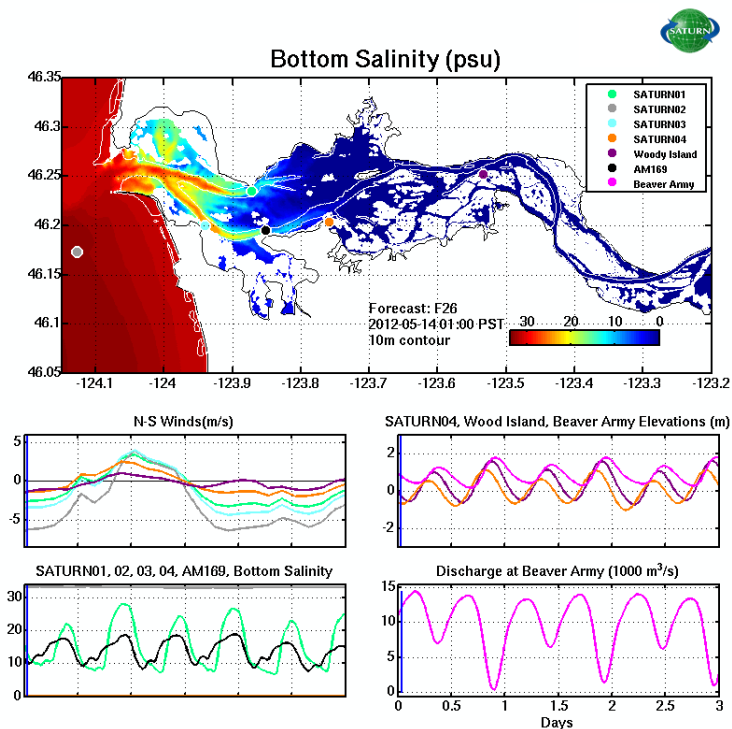 SATURN
Bottom Salinity (psu)
46.35
46.3
46.25
46.2
46.15
46.1
46.05
SATURN01
SATURN02
SATURN03
SATURN04
Woody Island
AM169
Beaver Army
Forecast: F26
2012-05-14 01:00 PST
10m contour
30 20 10 0
-124.1 -124 -123.9 -123.8 -123.7 -123.6 -123.5 -123.4 -123.3 -123.2
N-S Winds(m/s)
5
0
-5
SATURN04, Wood Island, Beaver Army Elevations (m)
2
0
-2
SATURN01, 02, 03, 04, AM169, Bottom Salinity
30
20
10
0
Discharge at Beaver Army (1000 m³/s)
15
10
5
0
0 0.5 1 1.5 2 2.5 3
Days